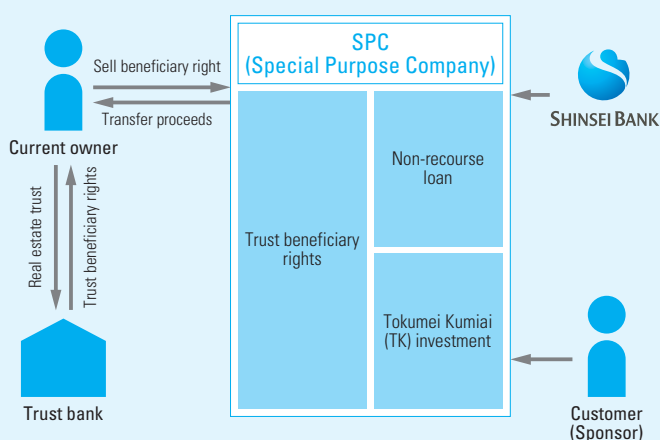 SPC
(Special Purpose Company)
Sell beneficiary right
Transfer proceeds
SHINSEI BANK
Current owner
Non-recourse
loan
Real estate trust
Trust beneficiary rights
Trust beneficiary
rights
Tokumei Kumiai
(TK) investment
Trust bank
Customer
(Sponsor)